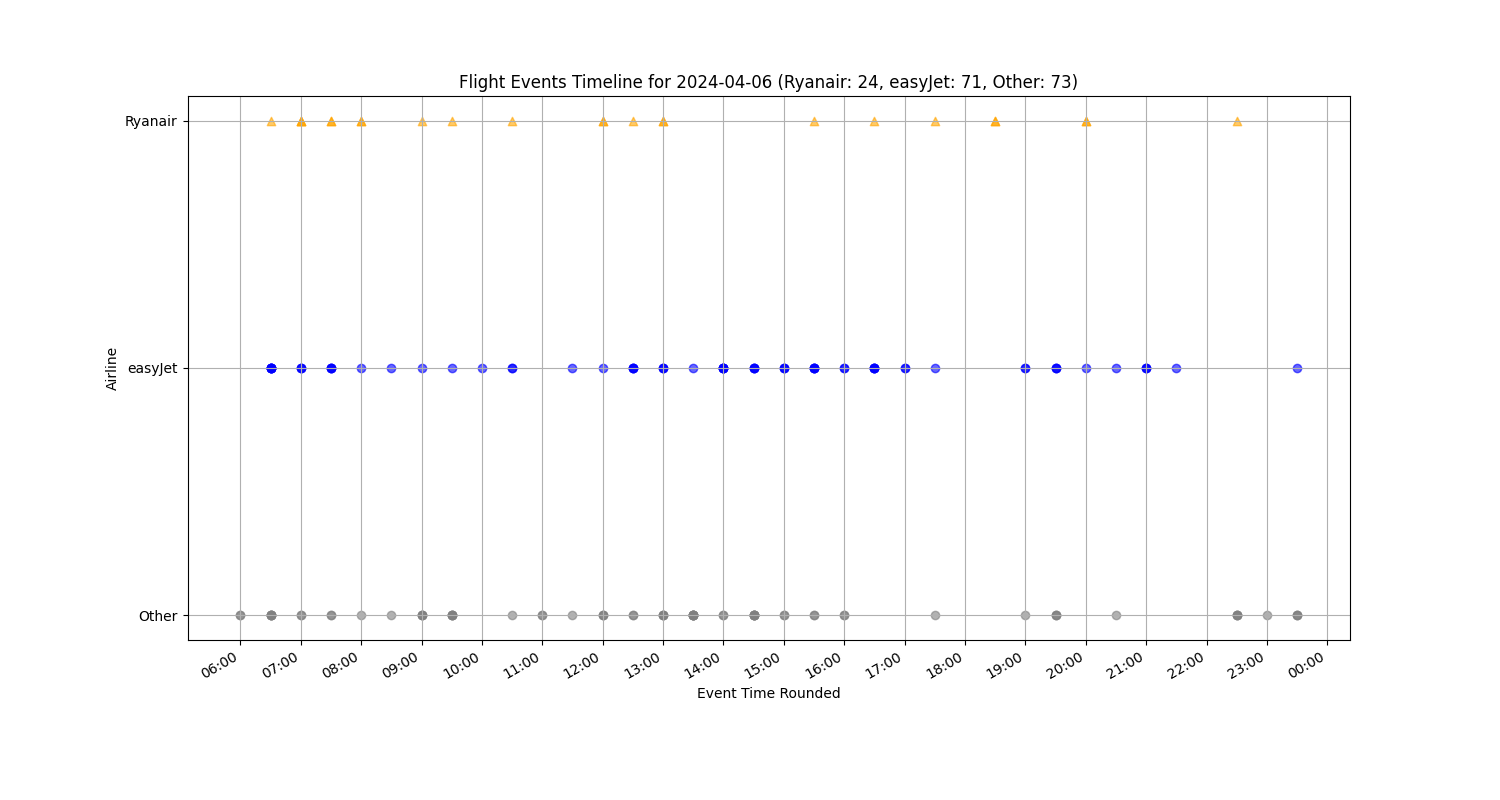 Flight Events Timeline for 2024-04-06 (Ryanair: 24, easyJet: 71, Other: 73)
Ryanair
easyJet
Other
Airline
06:00 07:00 08:00 09:00 10:00 11:00 12:00 13:00 14:00 15:00 16:00 17:00 18:00 19:00 20:00 21:00 22:00 23:00 00:00
Event Time Rounded